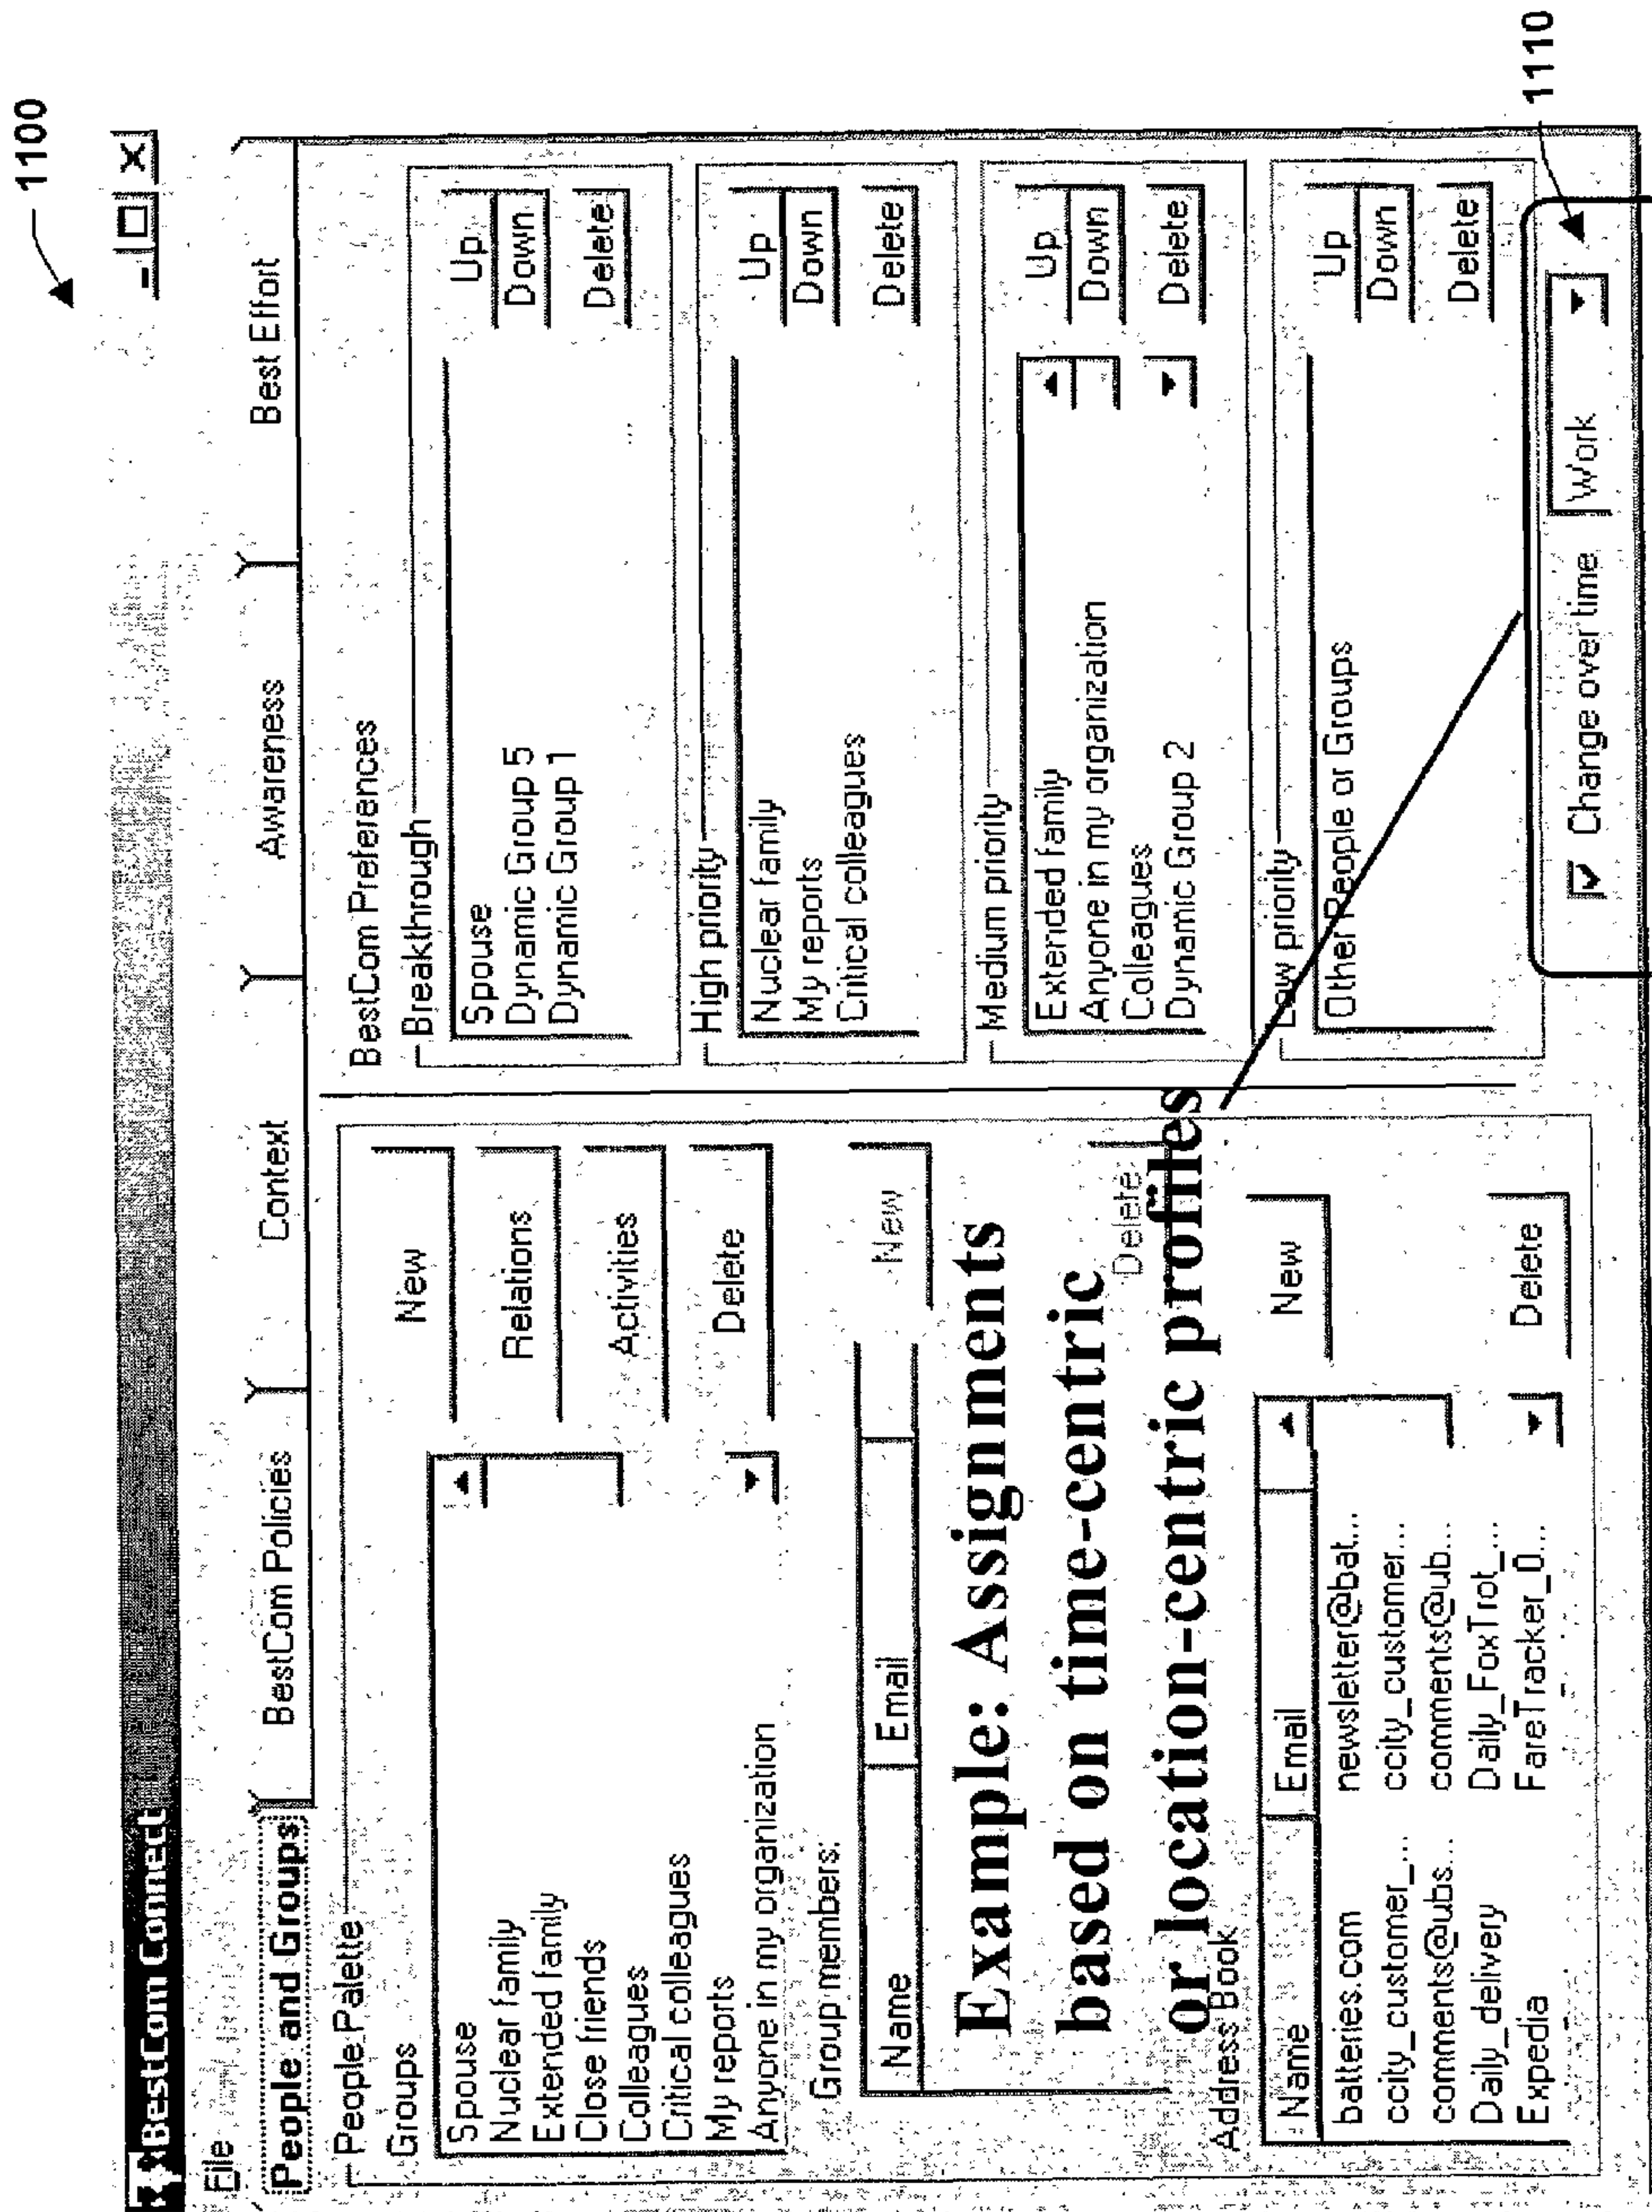 1100
BestCom Connect
File
People and Groups
BestCom Policies
Context
Awareness
Best Effort
People Palette
Groups
Spouse
Nuclear family
Extended family
Close friends
Colleagues
Critical colleagues
My reports
Anyone in my organization
New
Relations
Activities
Delete
Group members:
Name Email
New
Delete
Example: Assignments
based on time-centric
or location-centric profiles
Address Book
Name Email
batteries.com newsletter@bat...
ccity_customer_... ccity_customer...
comments@ubs... comments@ub...
Daily_delivery Daily_FoxTrot_...
Expedia FareTracker_0...
New
Delete
BestCom Preferences
Breakthrough
Spouse
Dynamic Group 5
Dynamic Group 1
Up
Down
Delete
High priority
Nuclear family
My reports
Critical colleagues
Up
Down
Delete
Medium priority
Extended family
Anyone in my organization
Colleagues
Dynamic Group 2
Up
Down
Delete
Low priority
Other People or Groups
Up
Down
Delete
Change over time
Work
1110